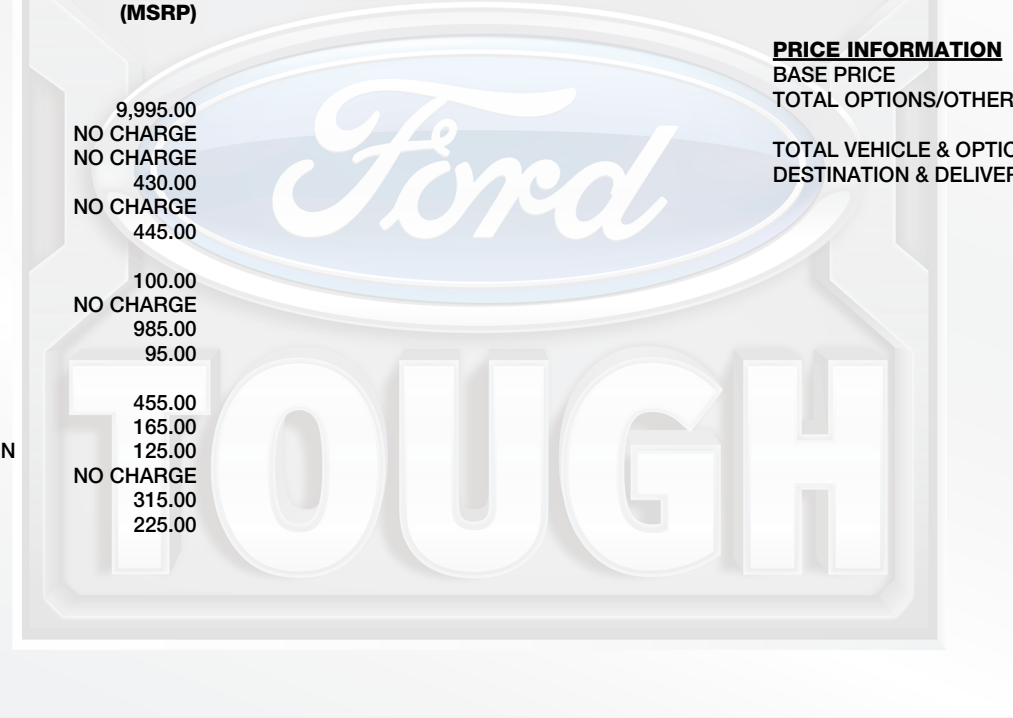 (MSRP)
9,995.00
NO CHARGE
NO CHARGE
430.00
NO CHARGE
445.00
100.00
NO CHARGE
985.00
95.00
455.00
165.00
N 125.00
NO CHARGE
315.00
225.00
PRICE INFORMATION
BASE PRICE
TOTAL OPTIONS/OTHER
TOTAL VEHICLE & OPTIO
DESTINATION & DELIVER
Ford
TOUGH